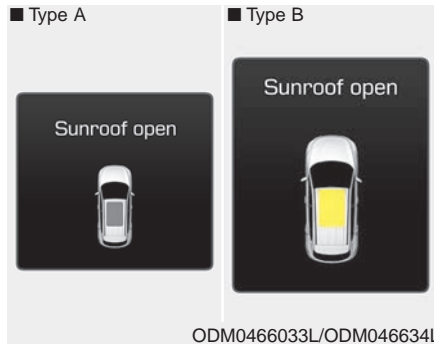 ■ Type A
■ Type B
Sunroof open
Sunroof open
ODM0466033L/ODM046634L